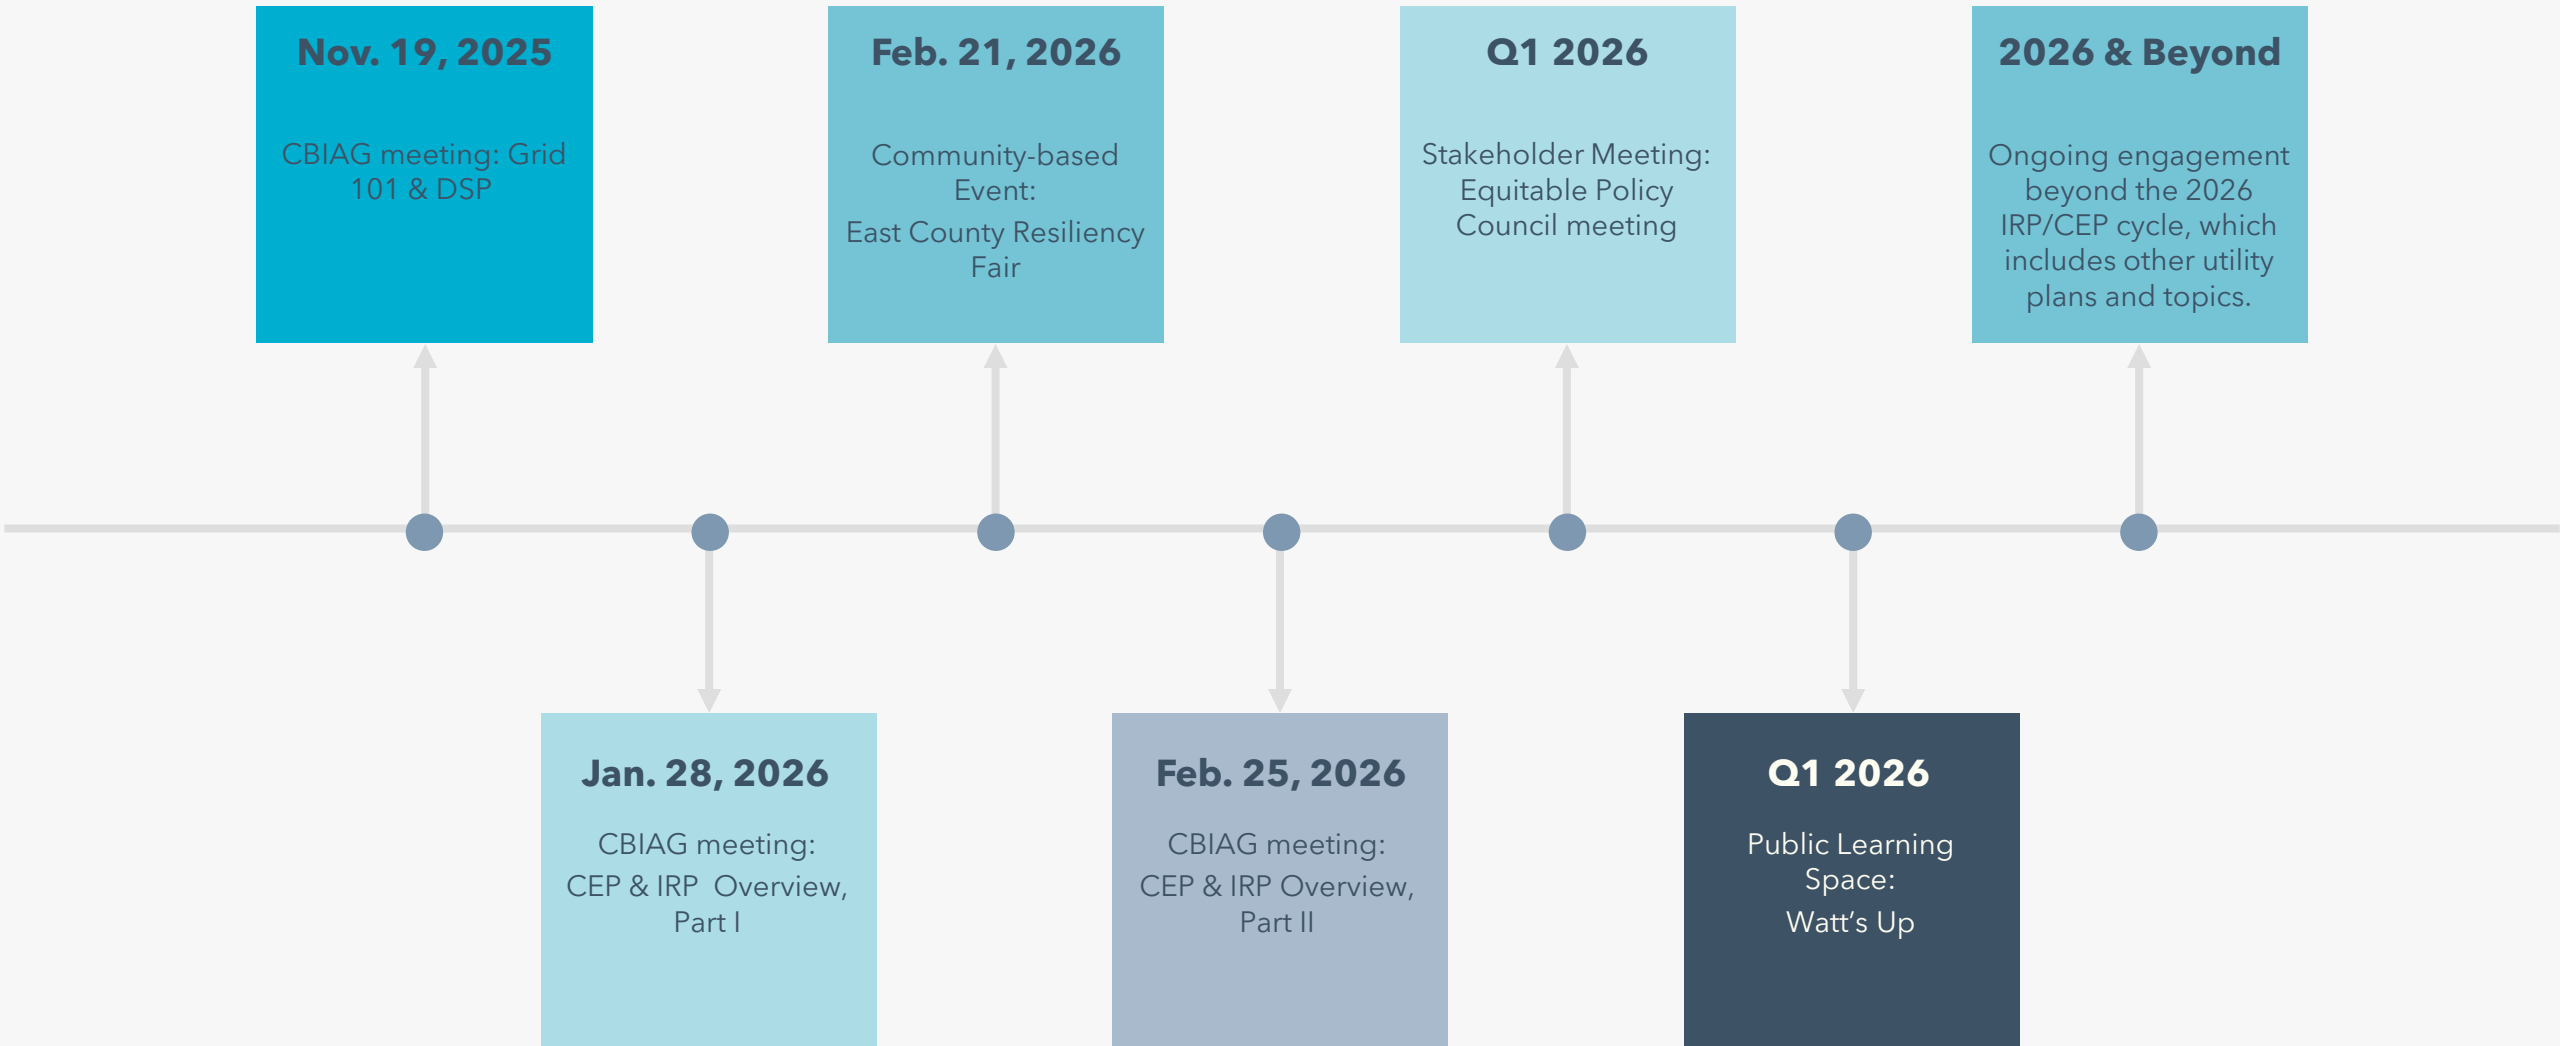 Nov. 19, 2025
CBIAG meeting: Grid
101 & DSP
Jan. 28, 2026
CBIAG meeting:
CEP & IRP  Overview,
Part I
Feb. 21, 2026
Community-based
Event:
East County Resiliency
Fair
Feb. 25, 2026
CBIAG meeting:
CEP & IRP Overview,
Part II
Q1 2026
Stakeholder Meeting:
Equitable Policy
Council meeting
Q1 2026
Public Learning
Space:
Watt’s Up
2026 & Beyond
Ongoing engagement
beyond the 2026
IRP/CEP cycle, which
includes other utility
plans and topics.